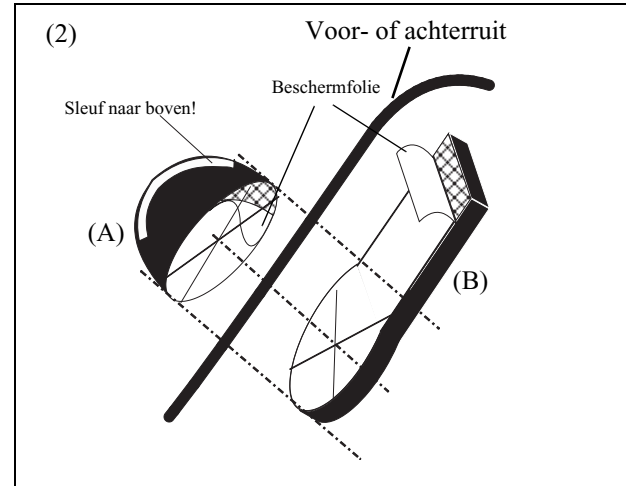 (2)
Voor- of achterruit
Beschermfolie
Sleuf naar boven!
(A)
(B)